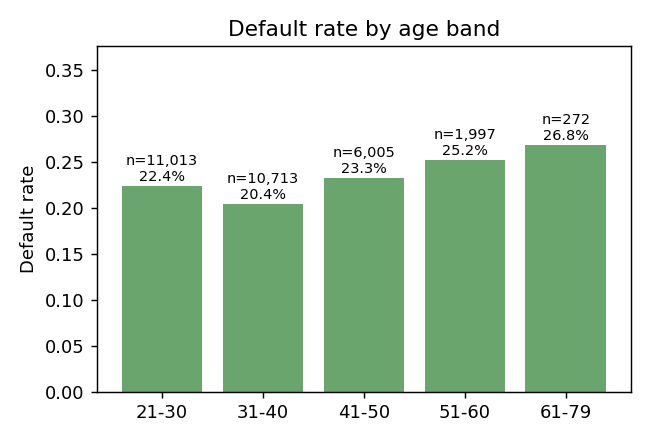 Default rate by age band
Default rate
0.35
0.30
0.25
0.20
0.15
0.10
0.05
0.00
n=11,013
22.4%
n=10,713
20.4%
n=6,005
23.3%
n=1,997
25.2%
n=272
26.8%
21-30
31-40
41-50
51-60
61-79